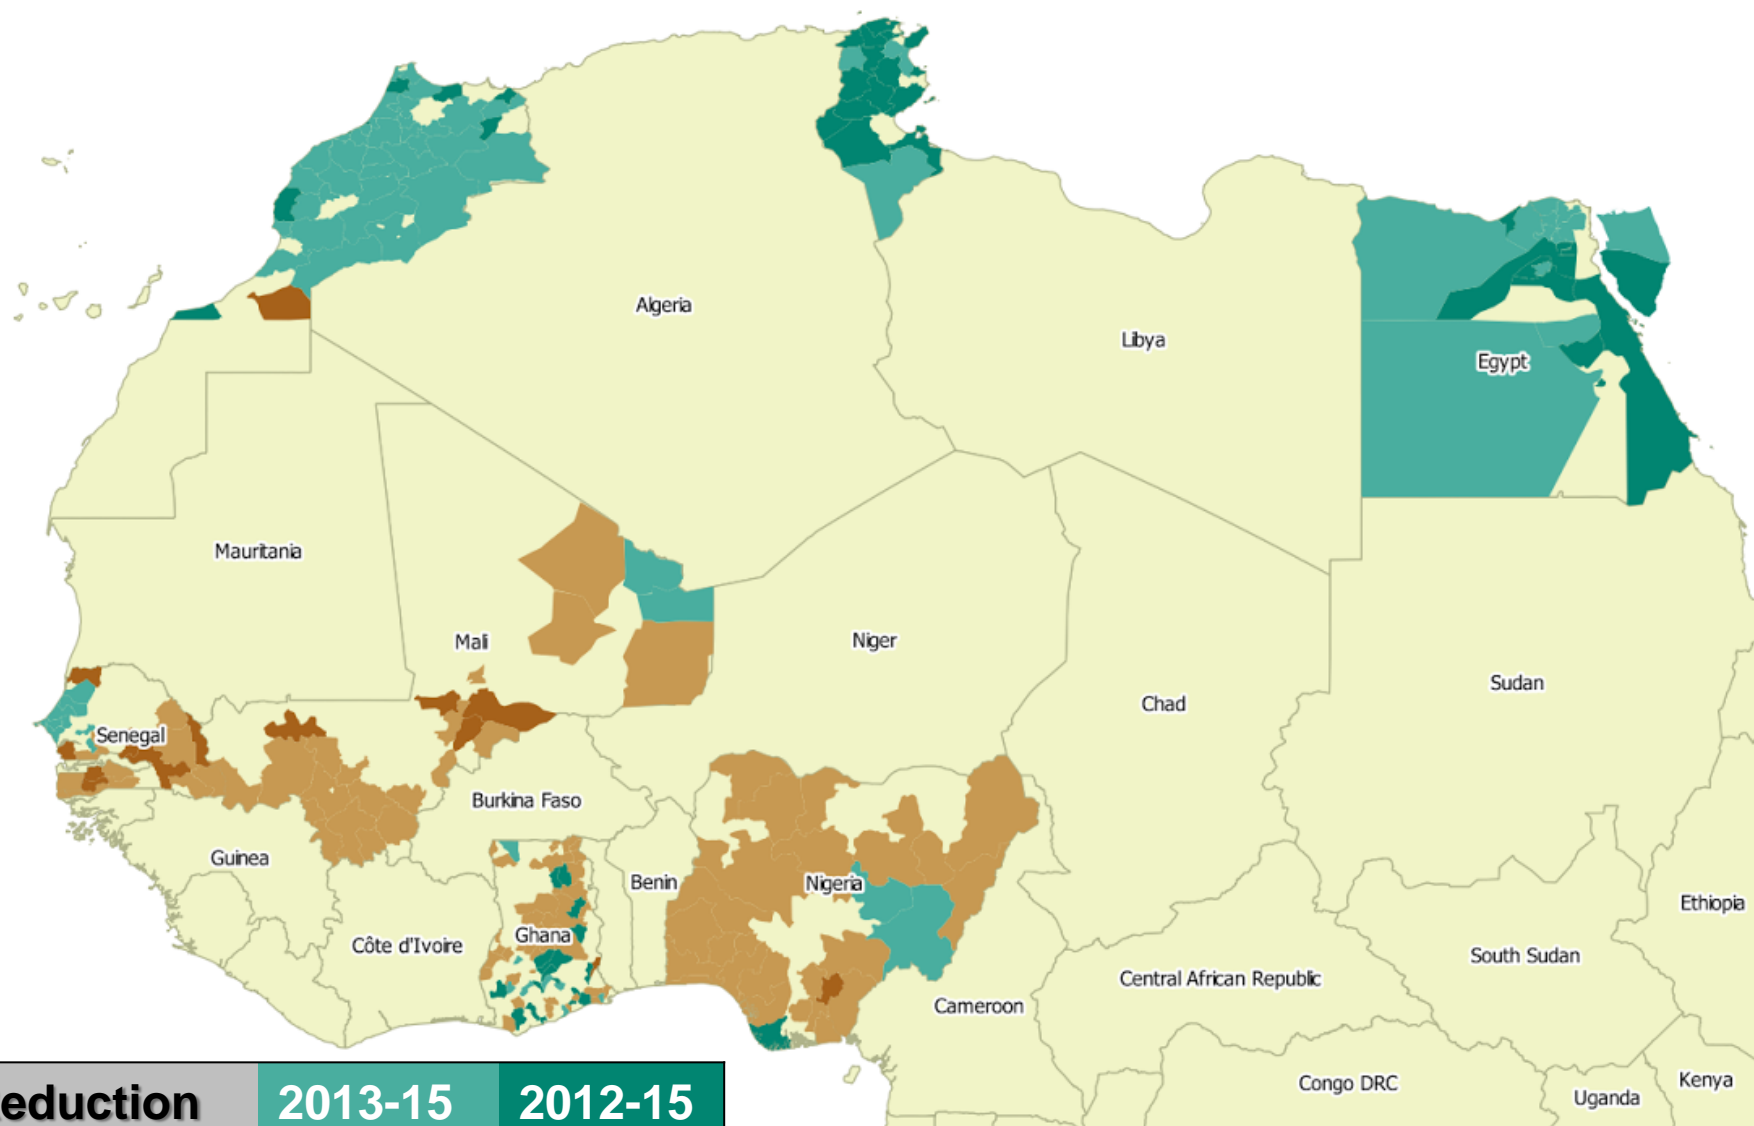 Algeria
Libya
Egypt
Mauritania
Mali
Niger
Chad
Sudan
Senegal
Burkina Faso
Guinea
Benin
Nigeria
Ethiopia
Côte d'Ivoire
Ghana
South Sudan
Central African Republic
Cameroon
Congo DRC
Kenya
Uganda
eduction 2013-15 2012-15